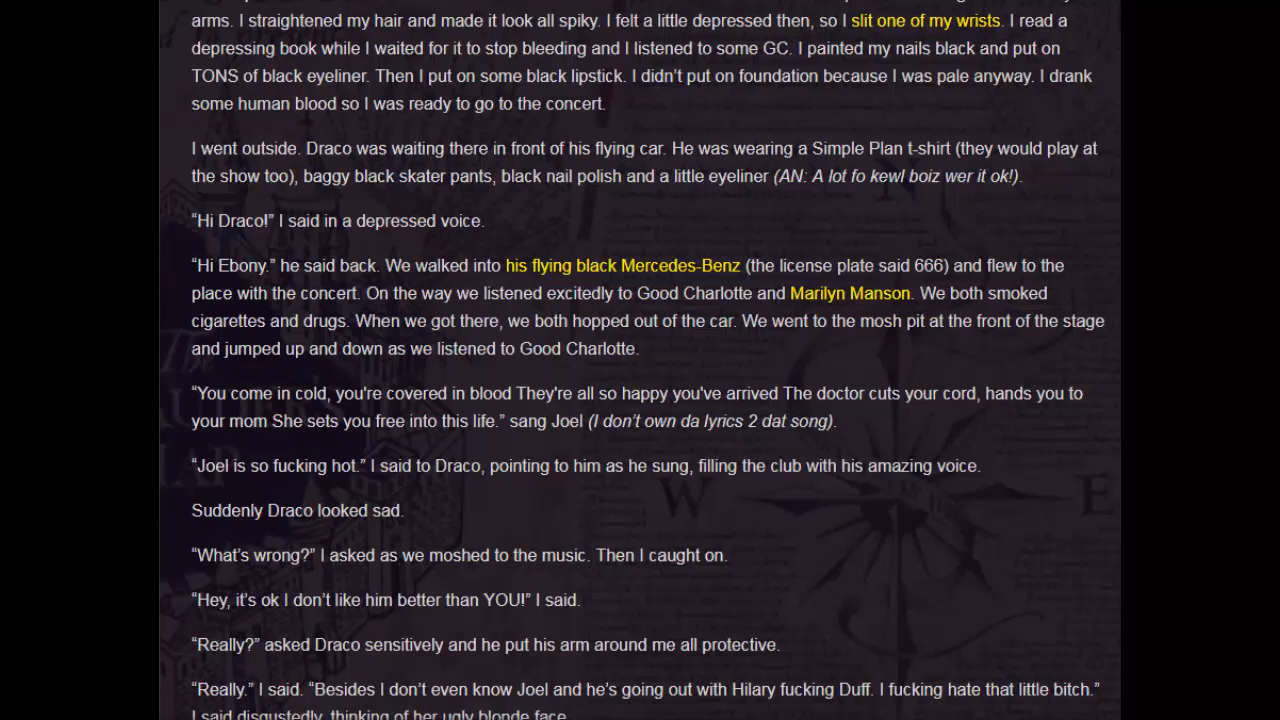 arms. I straightened my hair and made it look all spiky. I felt a little depressed then, so I slit one of my wrists. I read a
depressing book while I waited for it to stop bleeding and I listened to some GC. I painted my nails black and put on
TONS of black eyeliner. Then I put on some black lipstick. I didn’t put on foundation because I was pale anyway. I drank
some human blood so I was ready to go to the concert.
I went outside. Draco was waiting there in front of his flying car. He was wearing a Simple Plan t-shirt (they would play at
the show too), baggy black skater pants, black nail polish and a little eyeliner (AN: A lot fo kewl boiz wer it ok!).
“Hi Draco!” I said in a depressed voice.
“Hi Ebony.” he said back. We walked into his flying black Mercedes-Benz (the license plate said 666) and flew to the
place with the concert. On the way we listened excitedly to Good Charlotte and Marilyn Manson. We both smoked
cigarettes and drugs. When we got there, we both hopped out of the car. We went to the mosh pit at the front of the stage
and jumped up and down as we listened to Good Charlotte.
“You come in cold, you're covered in blood They're all so happy you've arrived The doctor cuts your cord, hands you to
your mom She sets you free into this life.” sang Joel (I don’t own da lyrics 2 dat song).
“Joel is so fucking hot.” I said to Draco, pointing to him as he sung, filling the club with his amazing voice.
Suddenly Draco looked sad.
“What’s wrong?” I asked as we moshed to the music. Then I caught on.
“Hey, it’s ok I don’t like him better than YOU!” I said.
“Really?” asked Draco sensitively and he put his arm around me all protective.
“Really.” I said. “Besides I don’t even know Joel and he’s going out with Hilary fucking Duff. I fucking hate that little bitch.”
I said disgustedly, thinking of her ugly blonde face.
W E